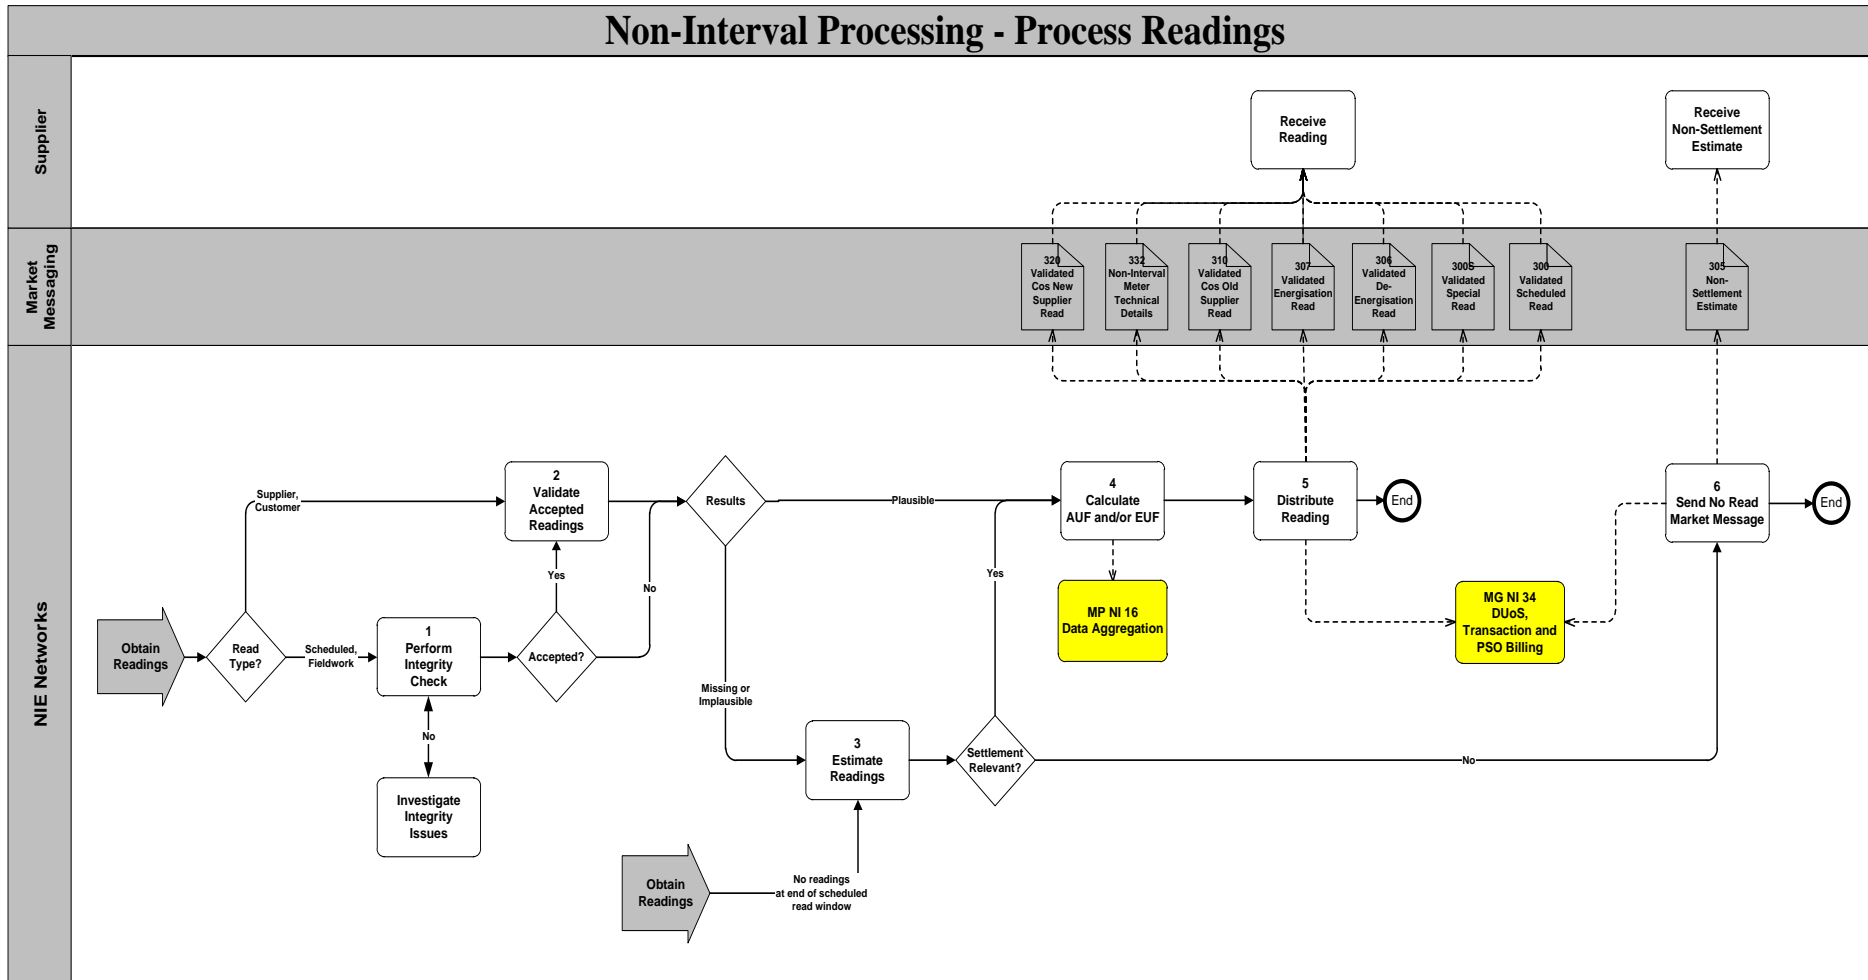 Non-Interval Processing - Process Readings
Supplier
Receive
Reading
Receive
Non-Settlement
Estimate
Market
Messaging
320
Validated
Cos New
Supplier
Read
332
Non-Interval
Meter
Technical
Details
310
Validated
Cos Old
Supplier
Read
307
Validated
Energisation
Read
306
Validated
De-
Energisation
Read
300S
Validated
Special
Read
300
Validated
Scheduled
Read
305
Non-
Settlement
Estimate
NIE Networks
Obtain
Readings
Read
Type?
Supplier,
Customer
Scheduled,
Fieldwork
1
Perform
Integrity
Check
No
Investigate
Integrity
Issues
Accepted?
Yes
No
2
Validate
Accepted
Readings
Results
Plausible
Missing or
Implausible
3
Estimate
Readings
Obtain
Readings
No readings
at end of scheduled
read window
Settlement
Relevant?
Yes
No
4
Calculate
AUF and/or EUF
MP NI 16
Data Aggregation
5
Distribute
Reading
End
MG NI 34
DUoS,
Transaction and
PSO Billing
6
Send No Read
Market Message
End